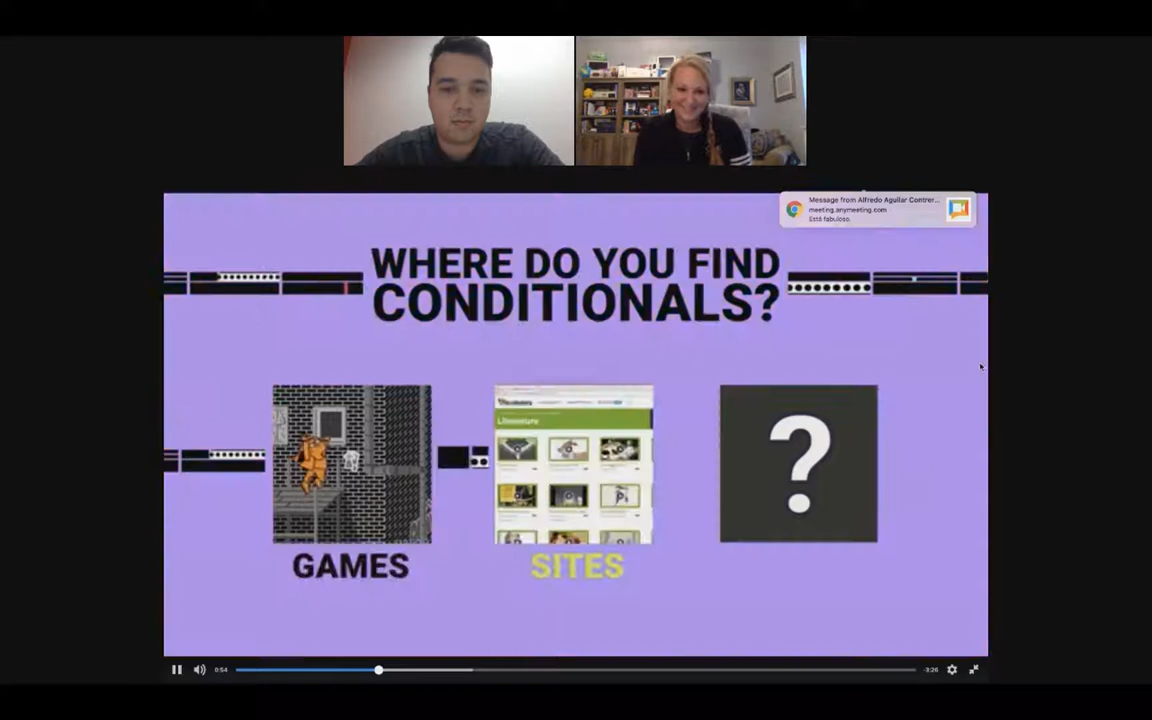 Message from Alfredo Aguilar Contrer...
meeting.anymeeting.com
Está fabuloso.
WHERE DO YOU FIND
CONDITIONALS?
Literature
?
GAMES
SITES
0:54
-3:26